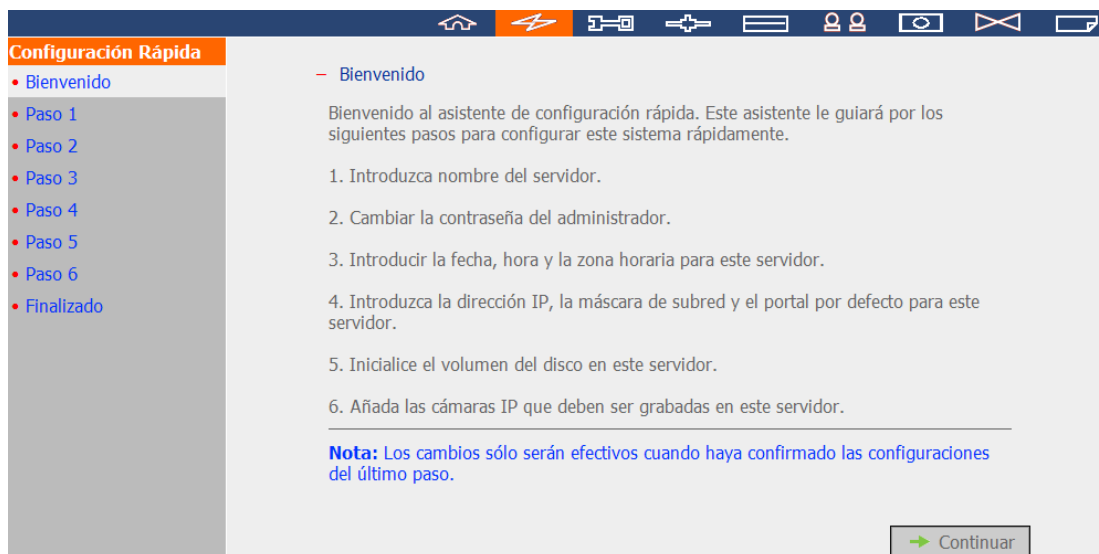 Configuración Rápida
Bienvenido
Paso 1
Paso 2
Paso 3
Paso 4
Paso 5
Paso 6
Finalizado
– Bienvenido
Bienvenido al asistente de configuración rápida. Este asistente le guiará por los
siguientes pasos para configurar este sistema rápidamente.
1. Introduzca nombre del servidor.
2. Cambiar la contraseña del administrador.
3. Introducir la fecha, hora y la zona horaria para este servidor.
4. Introduzca la dirección IP, la máscara de subred y el portal por defecto para este
servidor.
5. Inicialice el volumen del disco en este servidor.
6. Añada las cámaras IP que deben ser grabadas en este servidor.
Nota: Los cambios sólo serán efectivos cuando haya confirmado las configuraciones
del último paso.
Continuar